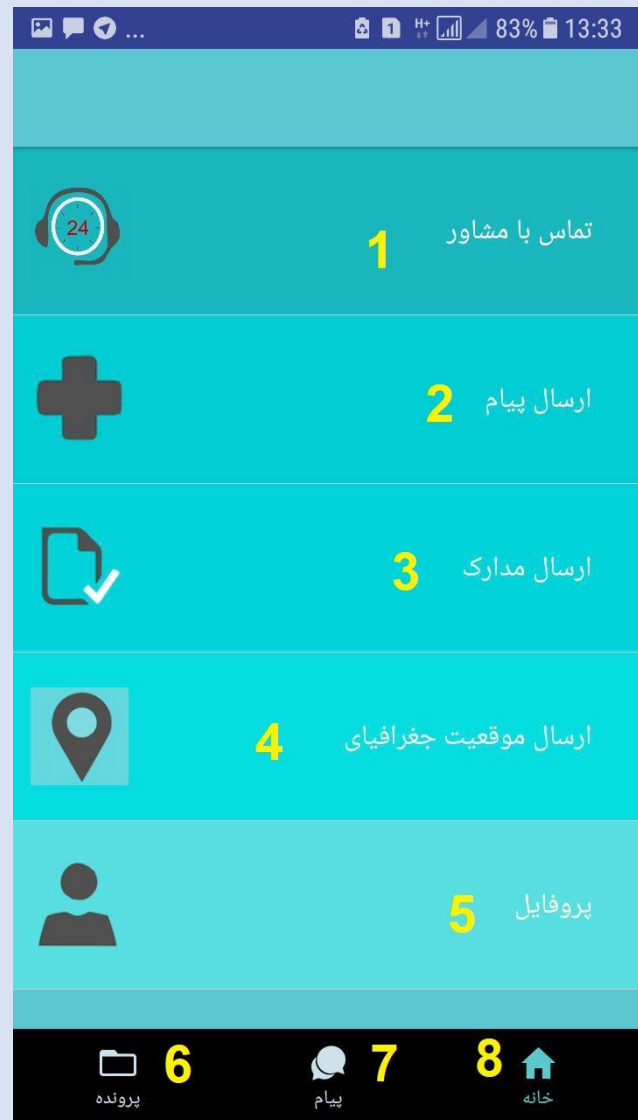 ... H+ 83% 13:33
24
تماس با مشاور 1
ارسال پیام 2
ارسال مدارک 3
ارسال موقعیت جغرافیای 4
پروفایل 5
خانه 8
پیام 7
پرونده 6